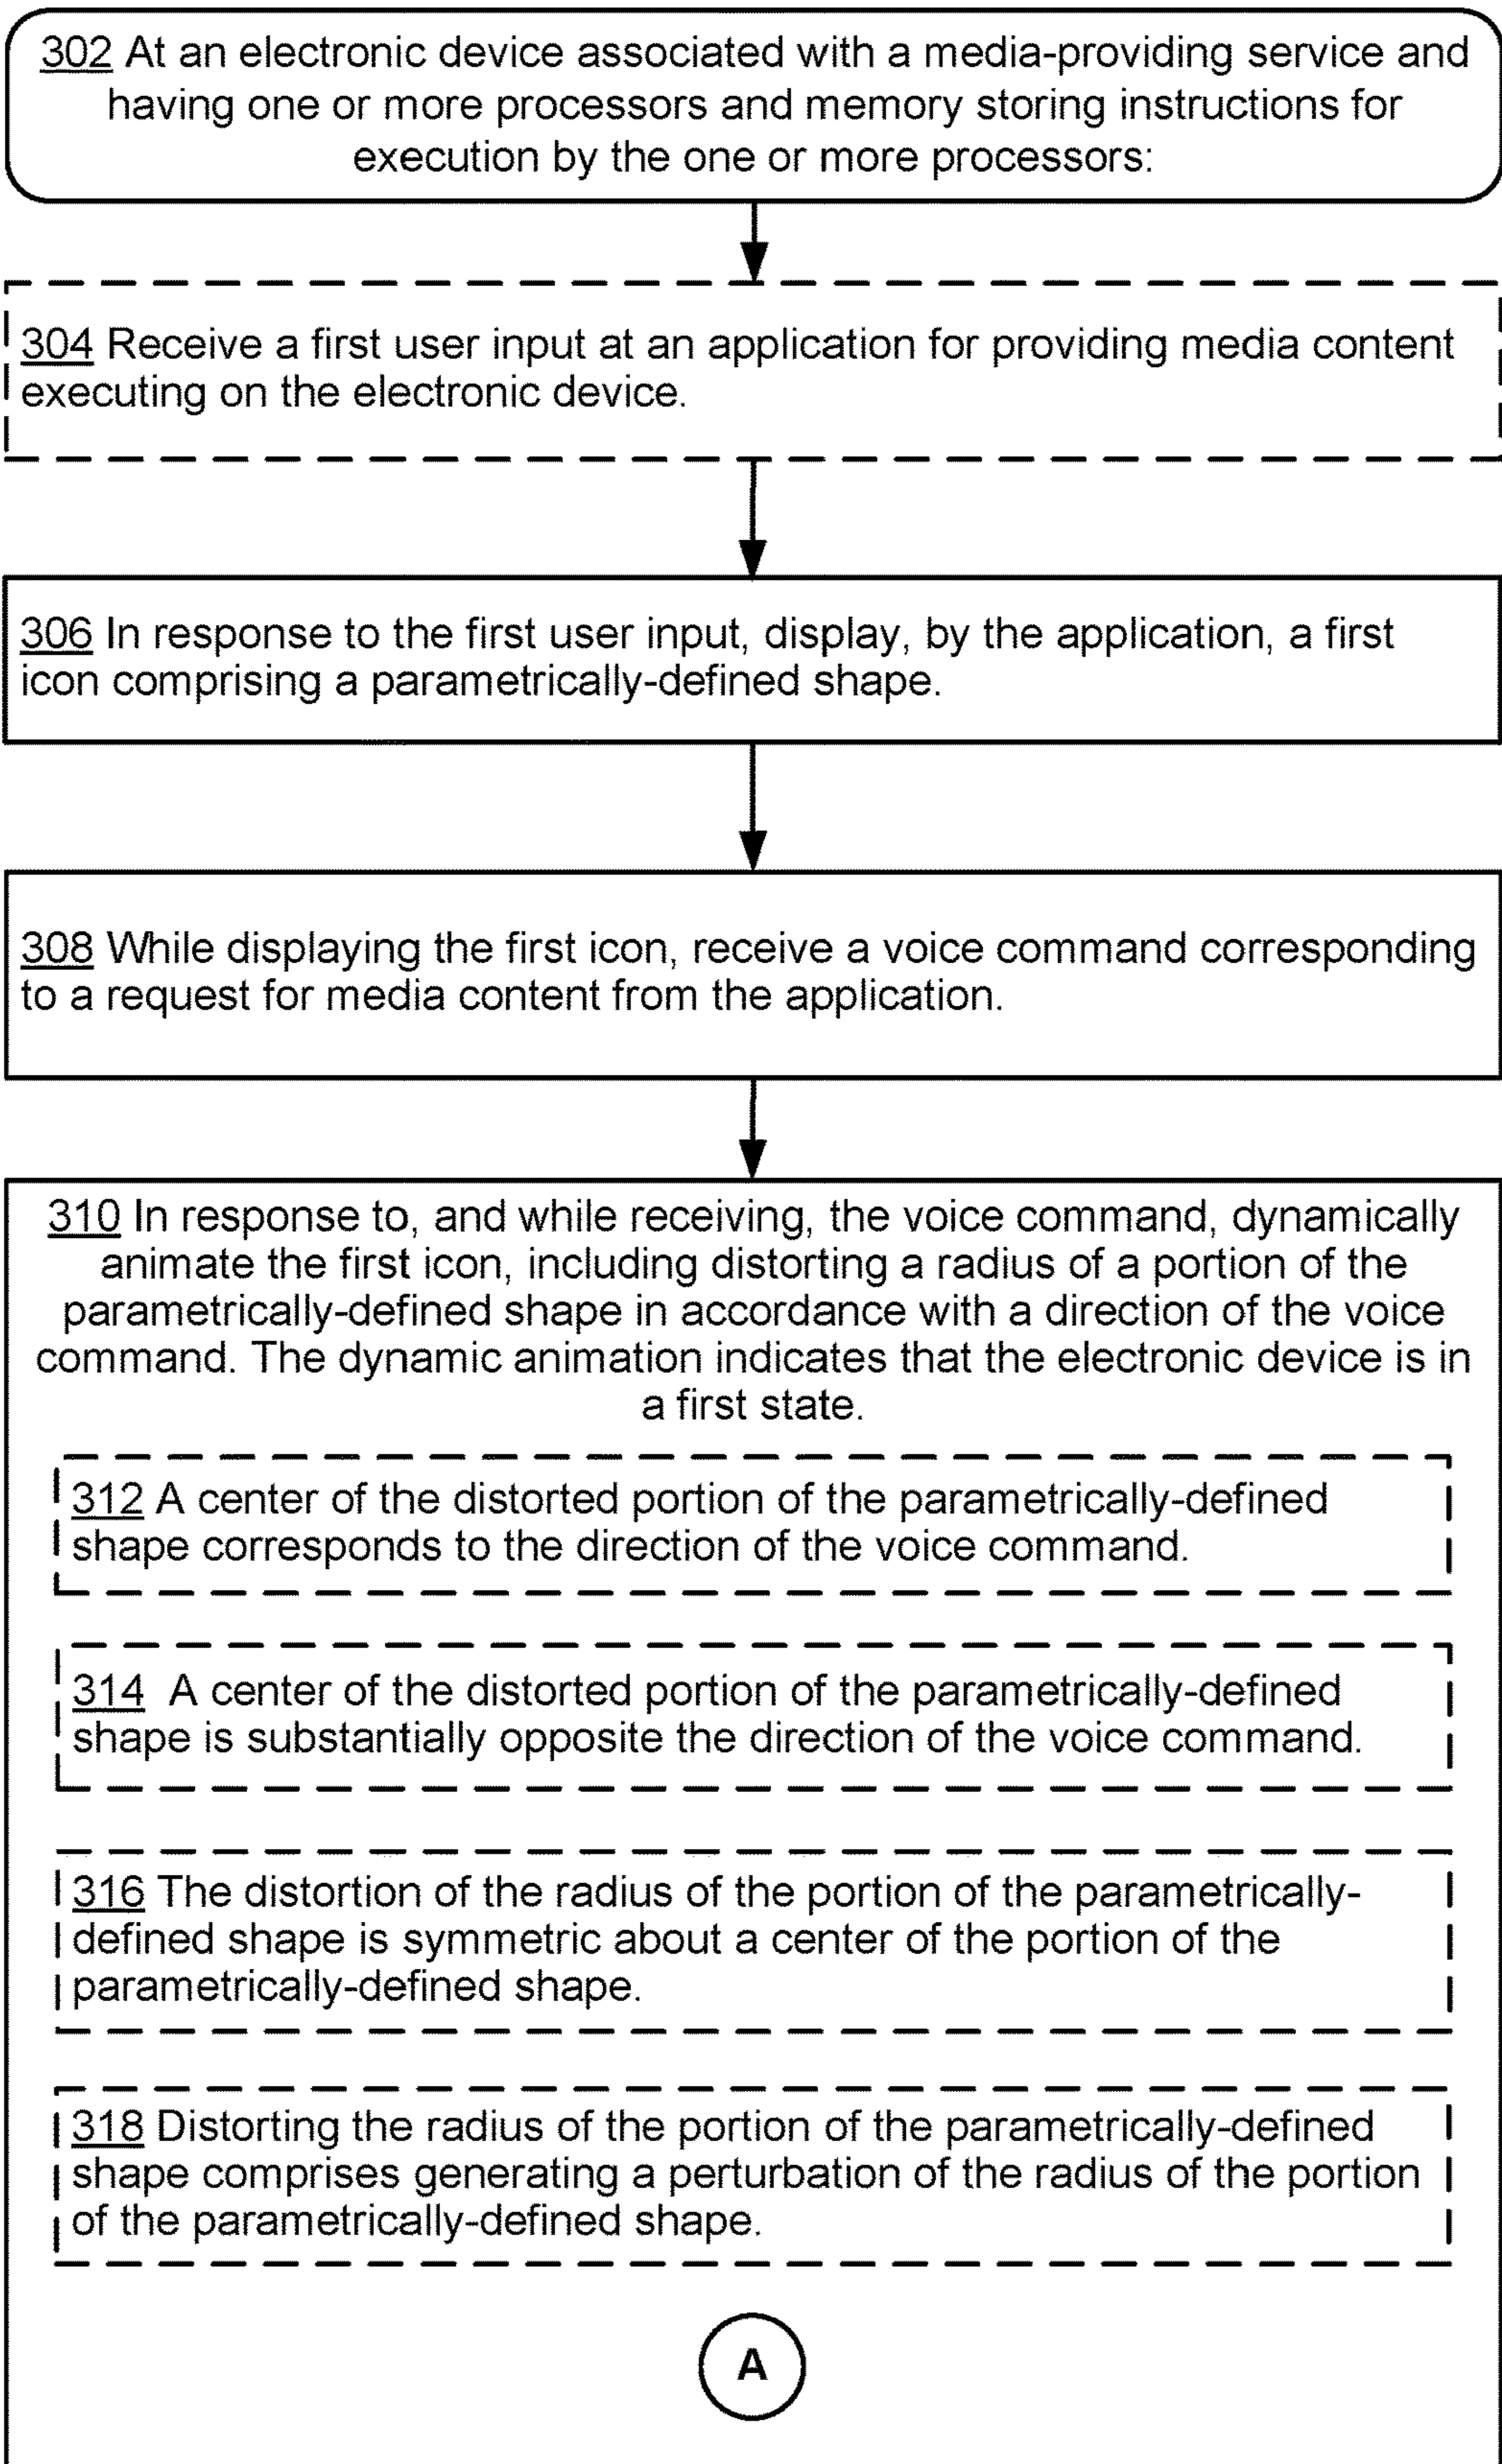 302 At an electronic device associated with a media-providing service and
having one or more processors and memory storing instructions for
execution by the one or more processors:
304 Receive a first user input at an application for providing media content
executing on the electronic device.
306 In response to the first user input, display, by the application, a first
icon comprising a parametrically-defined shape.
308 While displaying the first icon, receive a voice command corresponding
to a request for media content from the application.
310 In response to, and while receiving, the voice command, dynamically
animate the first icon, including distorting a radius of a portion of the
parametrically-defined shape in accordance with a direction of the voice
command. The dynamic animation indicates that the electronic device is in
a first state.
312 A center of the distorted portion of the parametrically-defined
shape corresponds to the direction of the voice command.
314 A center of the distorted portion of the parametrically-defined
shape is substantially opposite the direction of the voice command.
316 The distortion of the radius of the portion of the parametrically-
defined shape is symmetric about a center of the portion of the
parametrically-defined shape.
318 Distorting the radius of the portion of the parametrically-defined
shape comprises generating a perturbation of the radius of the portion
of the parametrically-defined shape.
A